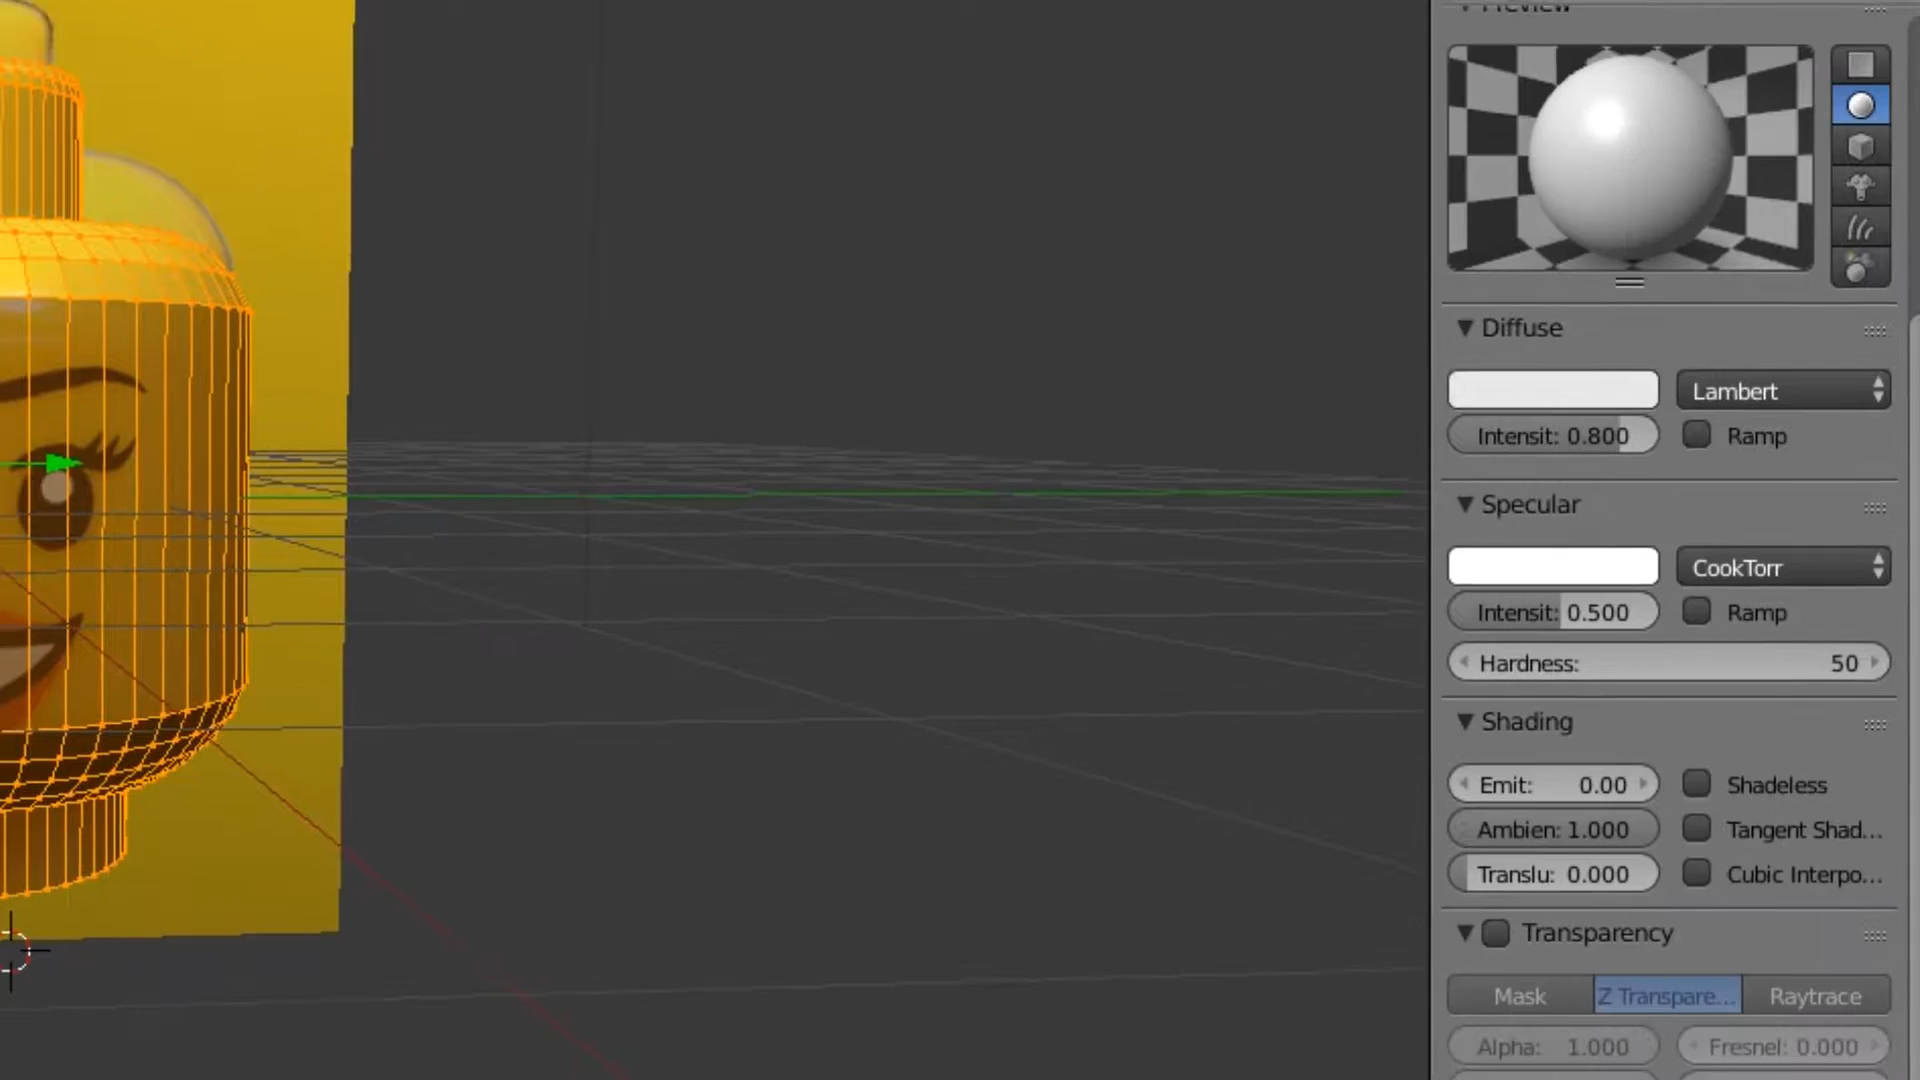 Preview
Diffuse
Lambert
Intensit: 0.800
Ramp
Specular
CookTorr
Intensit: 0.500
Ramp
Hardness: 50
Shading
Emit: 0.00
Shadeless
Ambien: 1.000
Tangent Shad...
Translu: 0.000
Cubic Interpo...
Transparency
Mask
Z Transpare...
Raytrace
Alpha: 1.000
Fresnel: 0.000